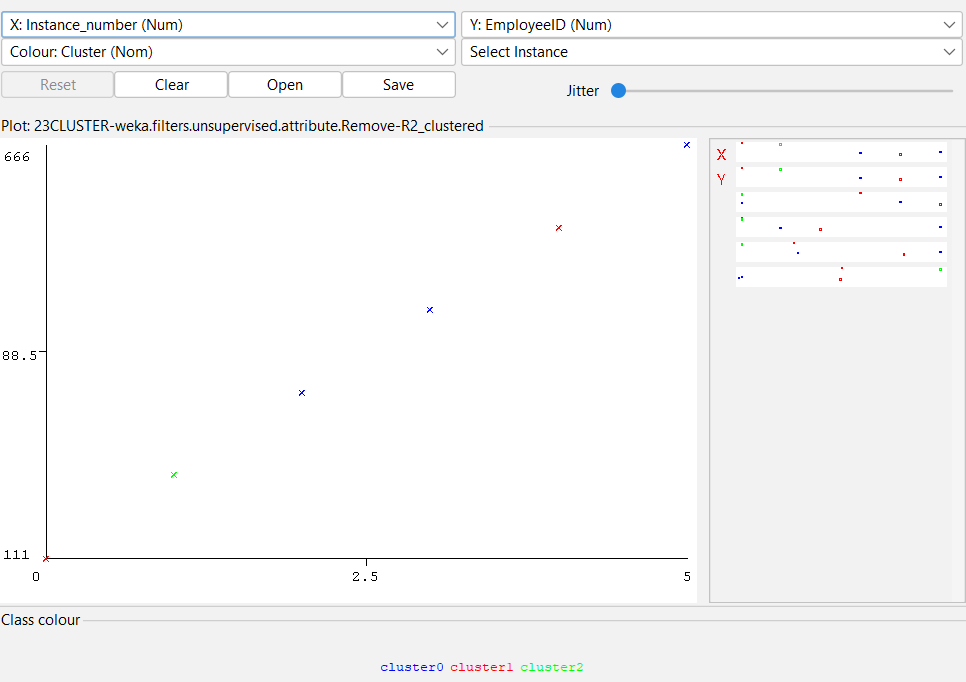 X: Instance_number (Num) Y: EmployeeID (Num)
Colour: Cluster (Nom) Select Instance
Reset Clear Open Save Jitter
Plot: 23CLUSTER-weka.filters.unsupervised.attribute.Remove-R2_clustered
666
88.5
111
0 2.5 5
X
Y
Class colour
cluster0 cluster1 cluster2